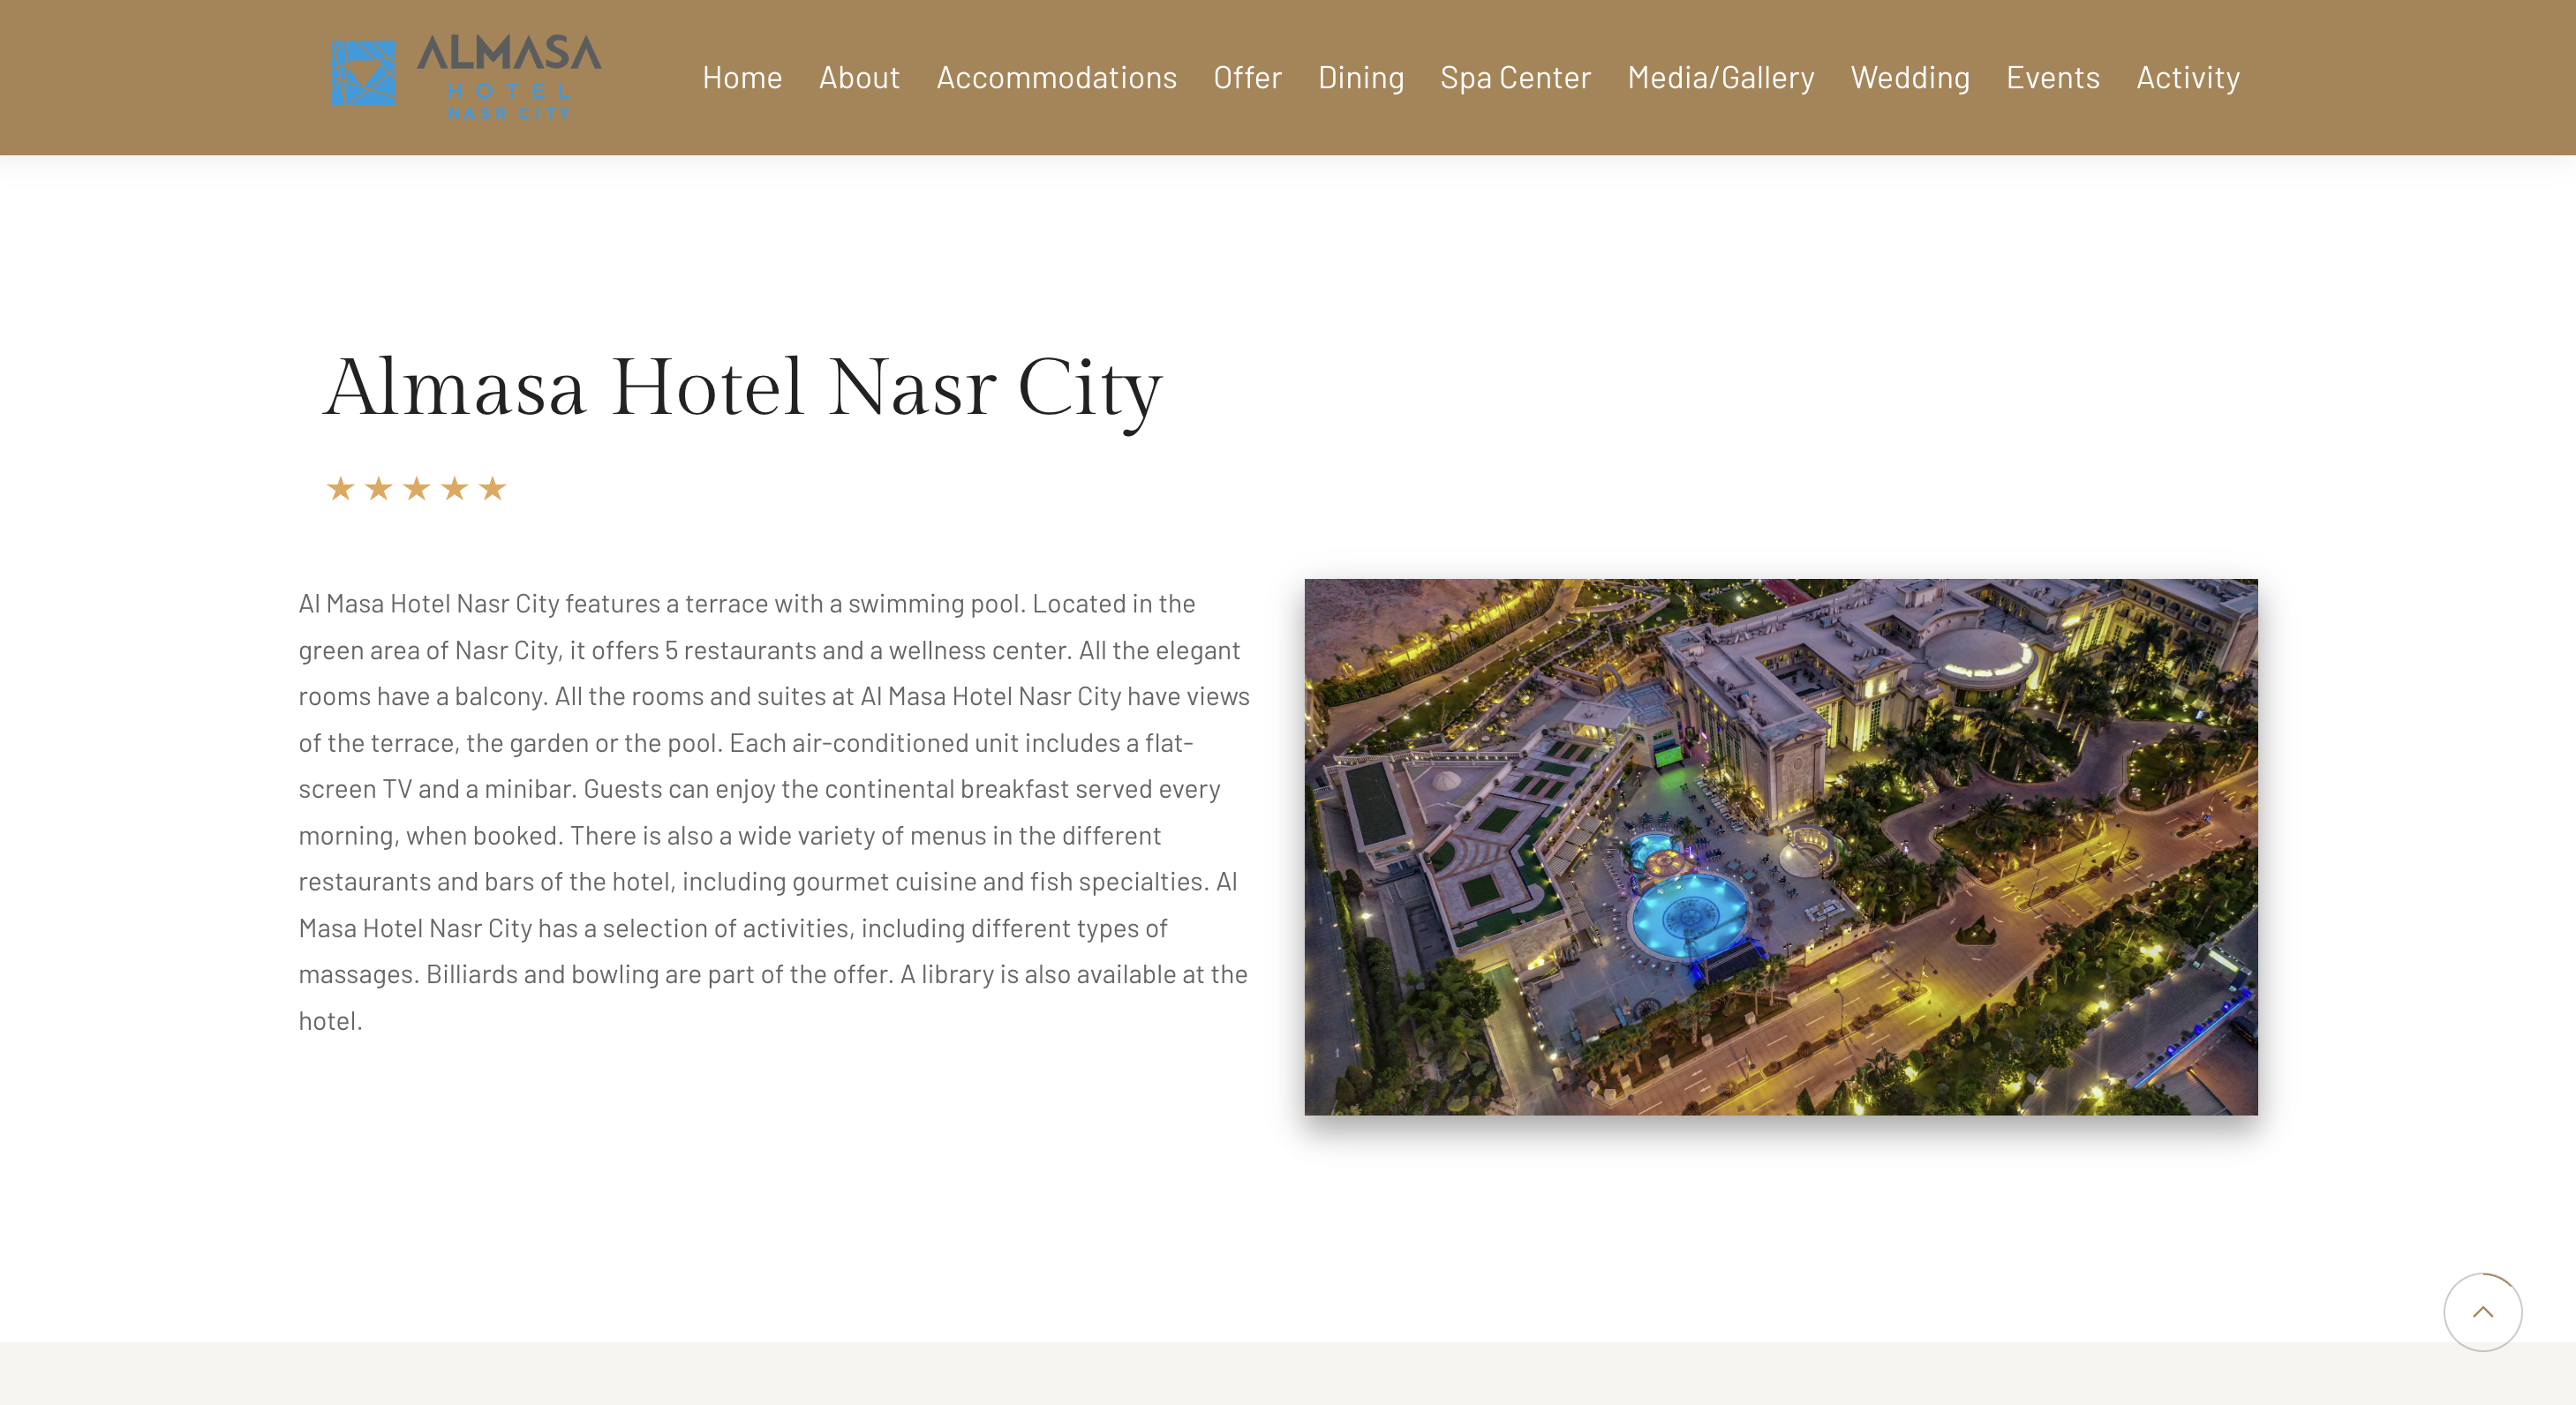 ALMASA
HOTEL
NASR CITY
Home About Accommodations Offer Dining Spa Center Media/Gallery Wedding Events Activity
Almasa Hotel Nasr City
Al Masa Hotel Nasr City features a terrace with a swimming pool. Located in the
green area of Nasr City, it offers 5 restaurants and a wellness center. All the elegant
rooms have a balcony. All the rooms and suites at Al Masa Hotel Nasr City have views
of the terrace, the garden or the pool. Each air-conditioned unit includes a flat-
screen TV and a minibar. Guests can enjoy the continental breakfast served every
morning, when booked. There is also a wide variety of menus in the different
restaurants and bars of the hotel, including gourmet cuisine and fish specialties. Al
Masa Hotel Nasr City has a selection of activities, including different types of
massages. Billiards and bowling are part of the offer. A library is also available at the
hotel.